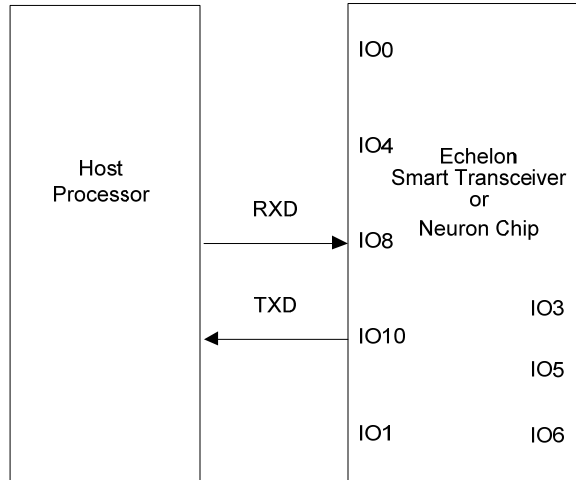 IO0
IO4
Echelon
Smart Transceiver
or
Neuron Chip
Host
Processor
RXD
IO8
TXD
IO10
IO3
IO5
IO1
IO6